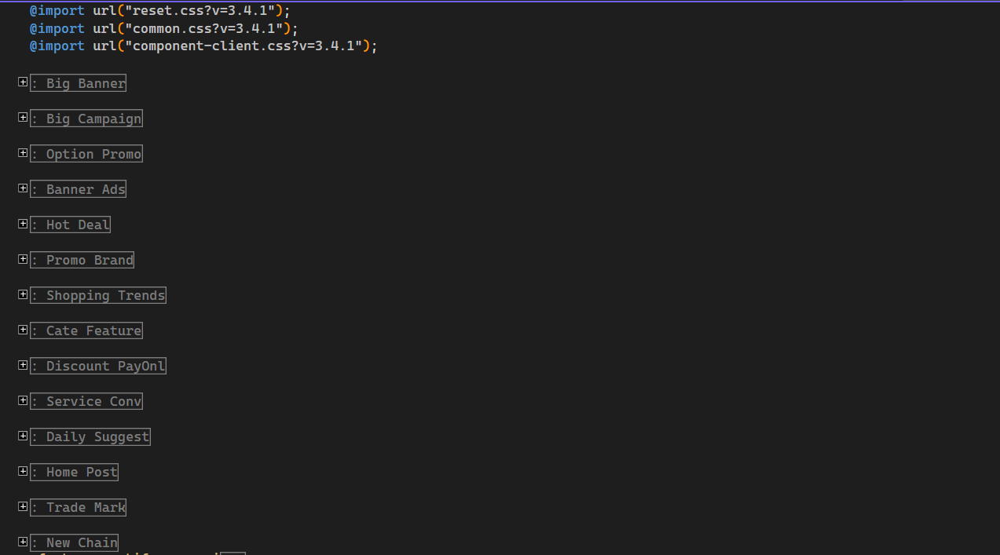 @import url("reset.css?v=3.4.1");
@import url("common.css?v=3.4.1");
@import url("component-client.css?v=3.4.1");
: Big Banner
: Big Campaign
: Option Promo
: Banner Ads
: Hot Deal
: Promo Brand
: Shopping Trends
: Cate Feature
: Discount PayOnl
: Service Conv
: Daily Suggest
: Home Post
: Trade Mark
: New Chain